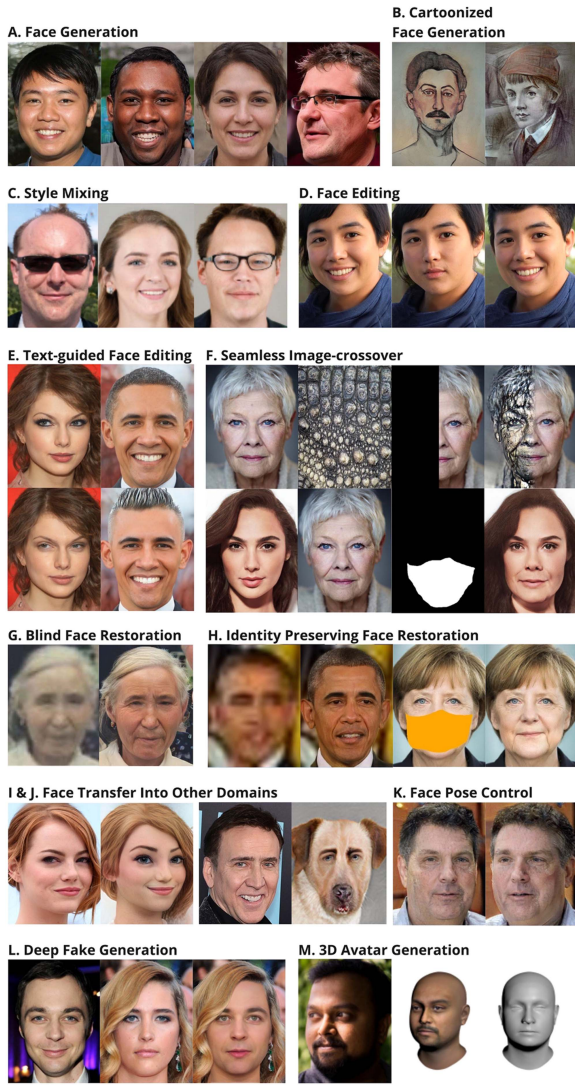 A. Face Generation
B. Cartoonized
Face Generation
C. Style Mixing
D. Face Editing
E. Text-guided Face Editing
F. Seamless Image-crossover
G. Blind Face Restoration
H. Identity Preserving Face Restoration
I & J. Face Transfer Into Other Domains
K. Face Pose Control
L. Deep Fake Generation
M. 3D Avatar Generation